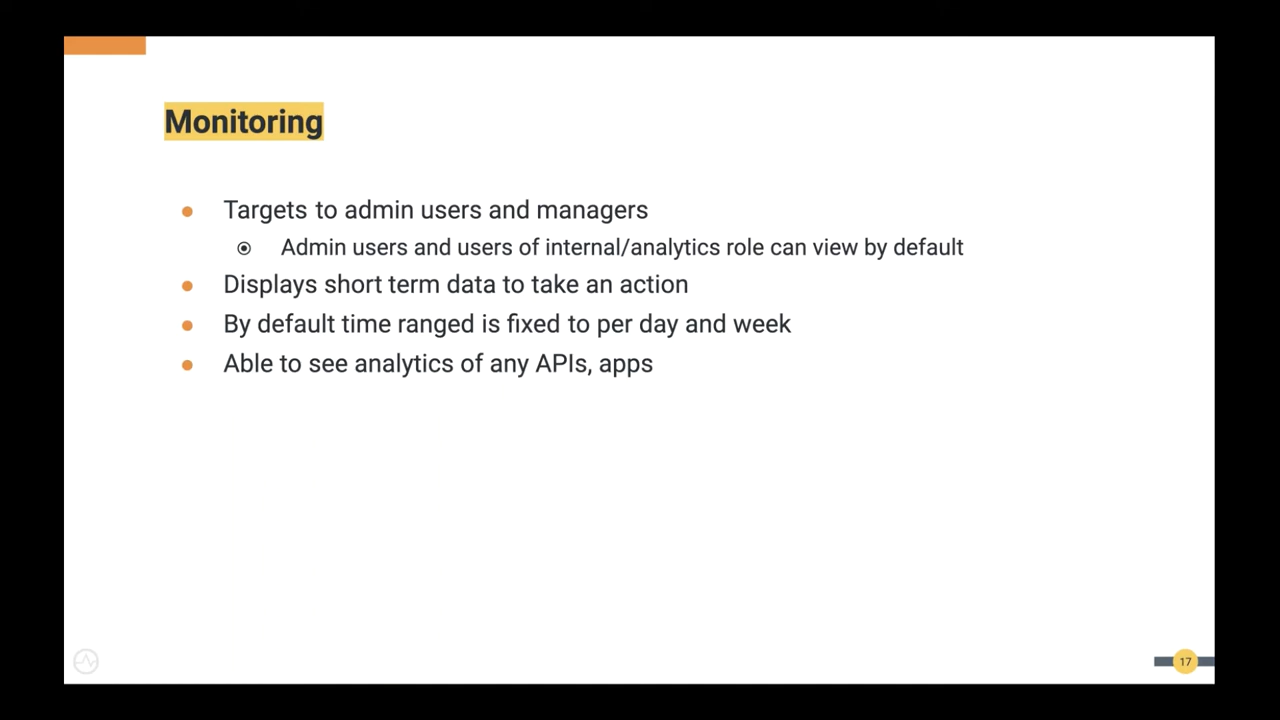 Monitoring
Targets to admin users and managers
Admin users and users of internal/analytics role can view by default
Displays short term data to take an action
By default time ranged is fixed to per day and week
Able to see analytics of any APIs, apps
17